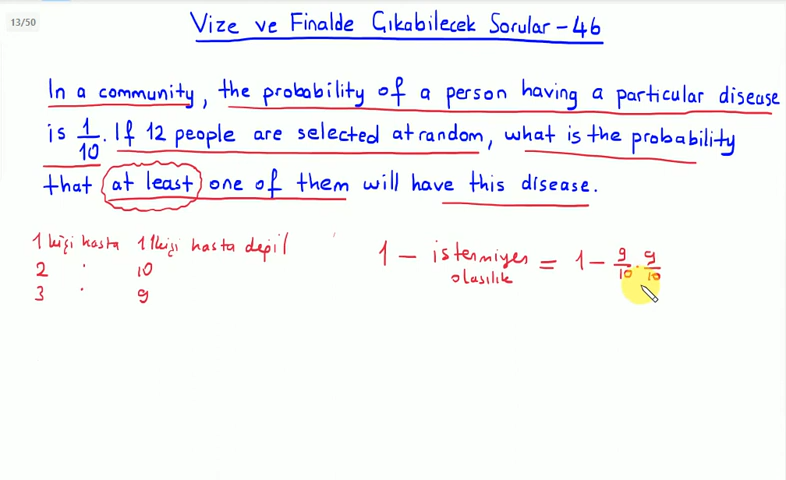 13/50
Vize ve Finalde Çıkabilecek Sorular - 46
In a community, the probability of a person having a particular disease
is 1/10. If 12 people are selected at random, what is the probability
that at least one of them will have this disease.
1 kişi hasta 11 kişi hasta değil
2 " 10
3 " 9
1 - istenmiyen olasılık = 1 - 9/10 . 9/10